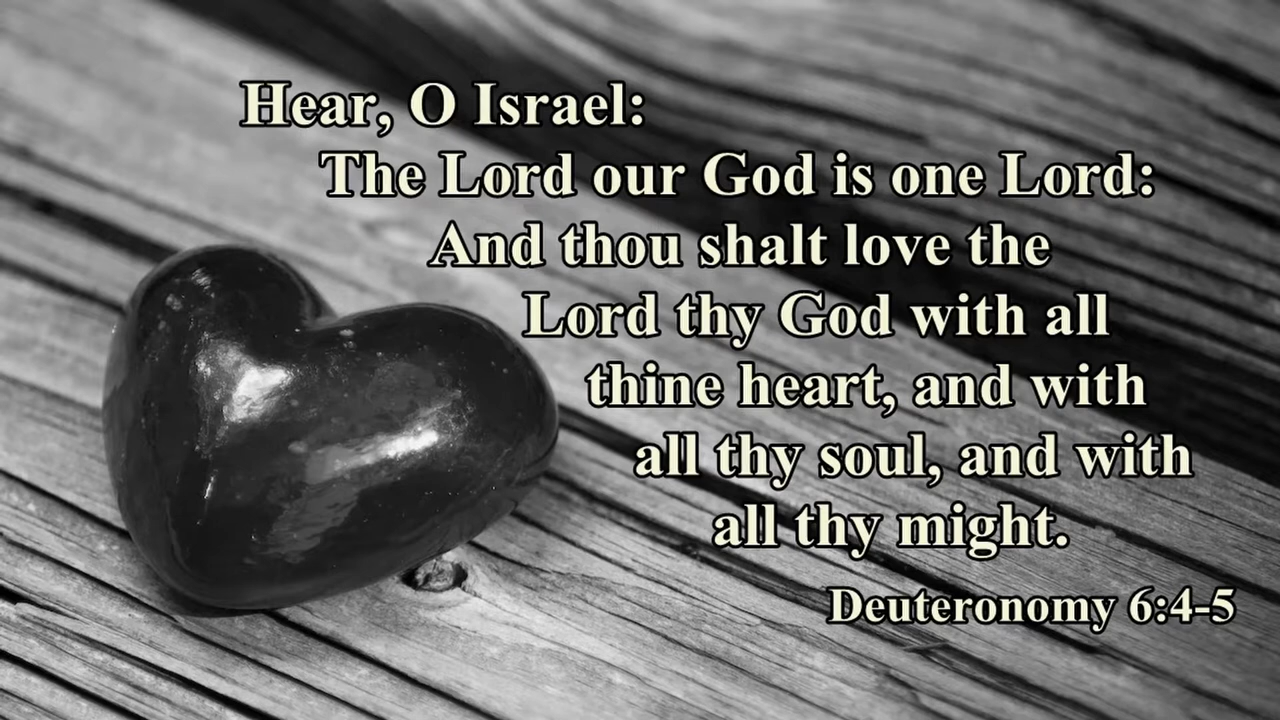 Hear, O Israel:
The Lord our God is one Lord:
And thou shalt love the
Lord thy God with all
thine heart, and with
all thy soul, and with
all thy might.
Deuteronomy 6:4-5